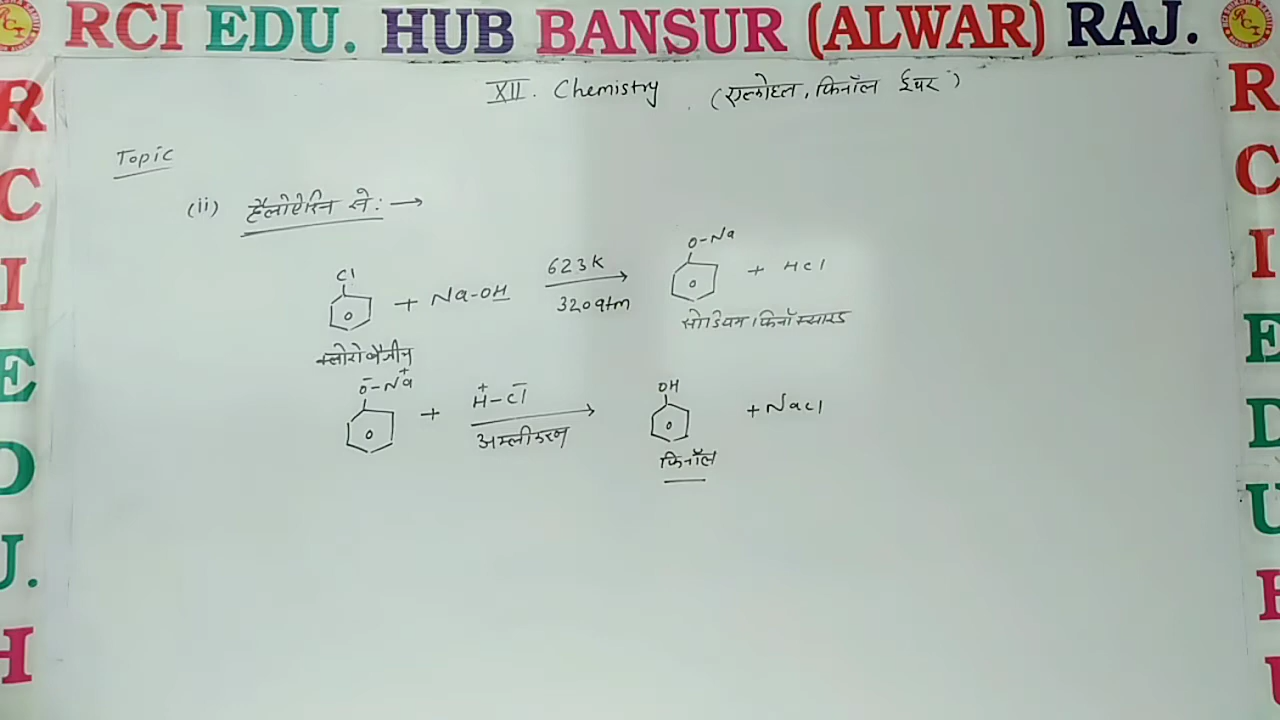 RCI EDU. HUB BANSUR (ALWAR) RAJ.
XII. Chemistry (एल्कोहल, फिनॉल ईथर)
Topic
(ii) हैलोऐरिन से: →
Cl + Na-OH 623K 320atm → O-Na + HCl
क्लोरो बेंजीन सोडियम फिनॉक्साइड
O⁻-Na⁺ + H⁺-Cl⁻ अम्लीकरण → OH + NaCl
फिनॉल
R
C
I
E
D
U.
H
R
C
I
E
D
U
H
U